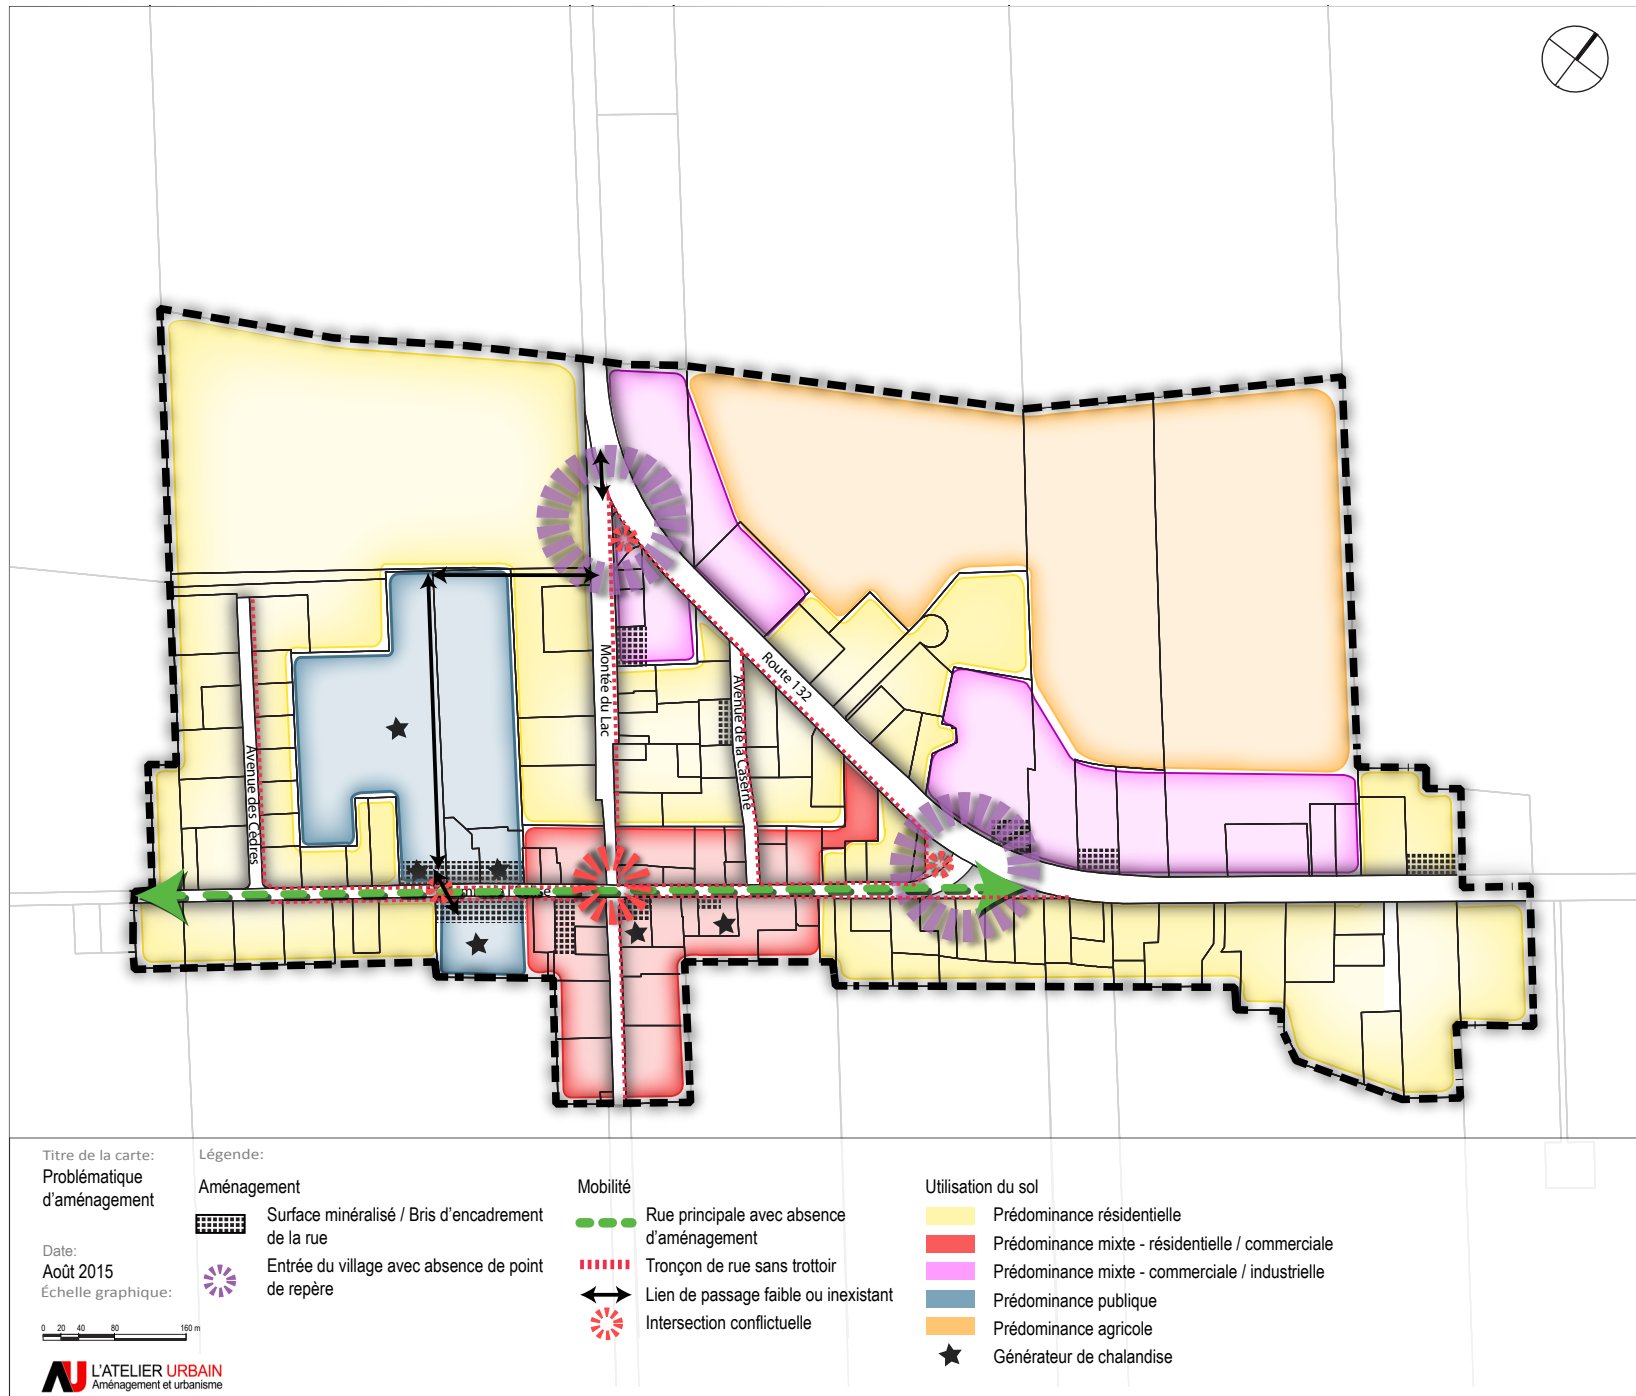 Montée du Lac
Route 132
Avenue de la Caserne
Avenue des Cèdres
Titre de la carte:
Problématique
d'aménagement
Date:
Août 2015
Échelle graphique:
0 20 40 80 160 m
L'ATELIER URBAIN
Aménagement et urbanisme
Légende:
Aménagement
Surface minéralisé / Bris d'encadrement
de la rue
Entrée du village avec absence de point
de repère
Mobilité
Rue principale avec absence
d'aménagement
Tronçon de rue sans trottoir
Lien de passage faible ou inexistant
Intersection conflictuelle
Utilisation du sol
Prédominance résidentielle
Prédominance mixte - résidentielle / commerciale
Prédominance mixte - commerciale / industrielle
Prédominance publique
Prédominance agricole
Générateur de chalandise